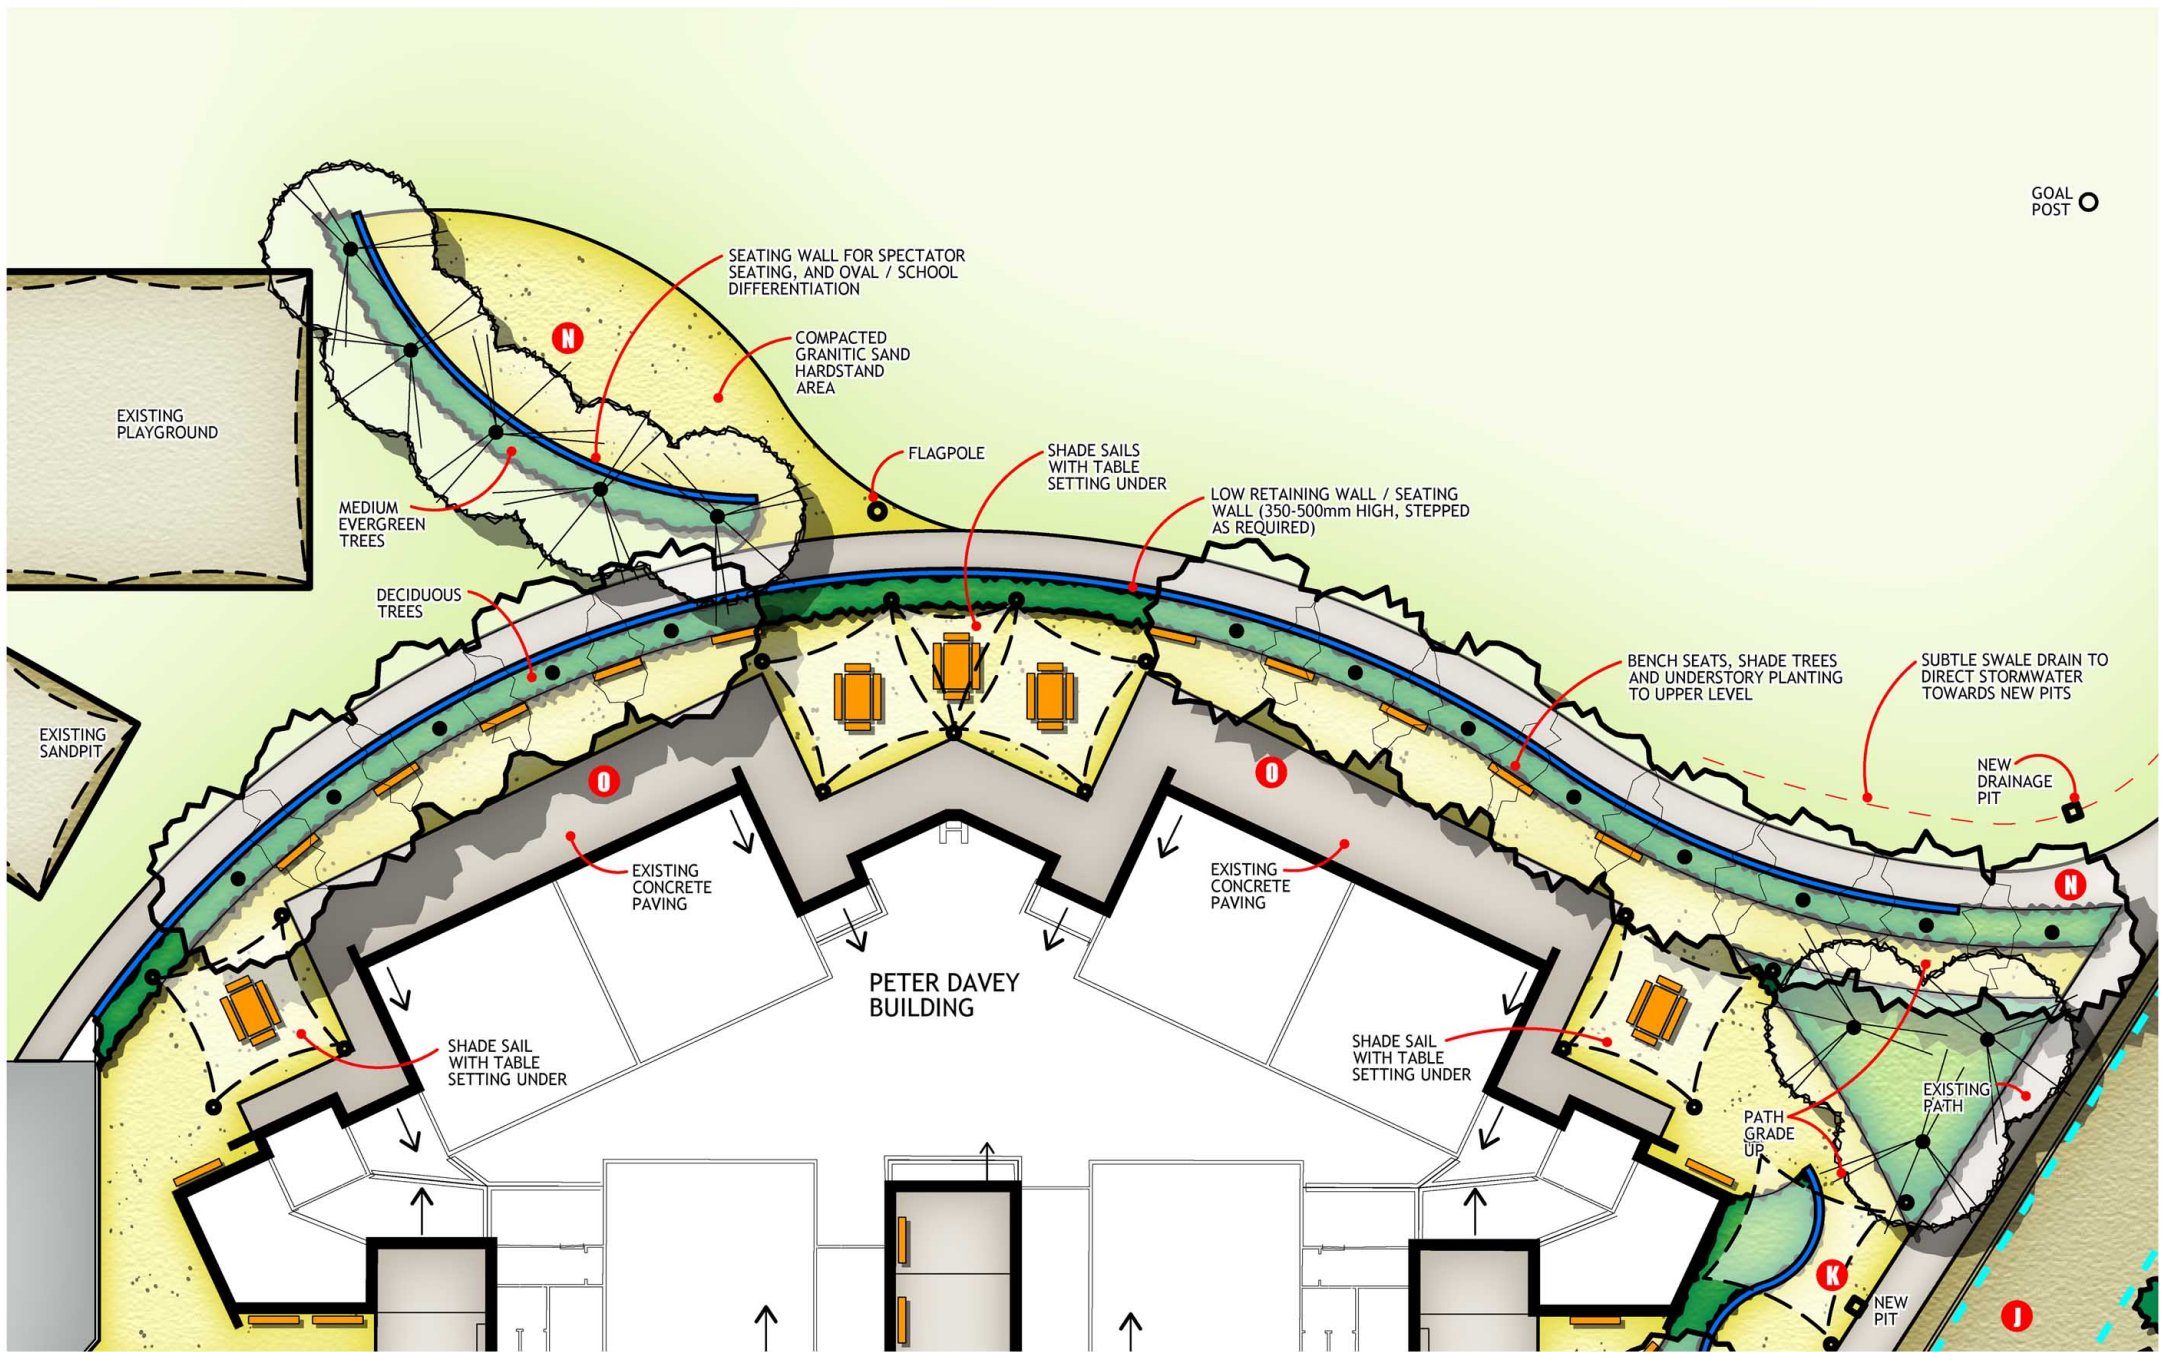 GOAL
POST
SEATING WALL FOR SPECTATOR
SEATING, AND OVAL / SCHOOL
DIFFERENTIATION
N
COMPACTED
GRANITIC SAND
HARDSTAND
AREA
EXISTING
PLAYGROUND
FLAGPOLE
SHADE SAILS
WITH TABLE
SETTING UNDER
MEDIUM
EVERGREEN
TREES
LOW RETAINING WALL / SEATING
WALL (350-500mm HIGH, STEPPED
AS REQUIRED)
DECIDUOUS
TREES
BENCH SEATS, SHADE TREES
AND UNDERSTORY PLANTING
TO UPPER LEVEL
SUBTLE SWALE DRAIN TO
DIRECT STORMWATER
TOWARDS NEW PITS
EXISTING
SANDPIT
O
O
NEW
DRAINAGE
PIT
EXISTING
CONCRETE
PAVING
EXISTING
CONCRETE
PAVING
N
PETER DAVEY
BUILDING
SHADE SAIL
WITH TABLE
SETTING UNDER
SHADE SAIL
WITH TABLE
SETTING UNDER
EXISTING
PATH
PATH
GRADE
UP
K
NEW
PIT
J